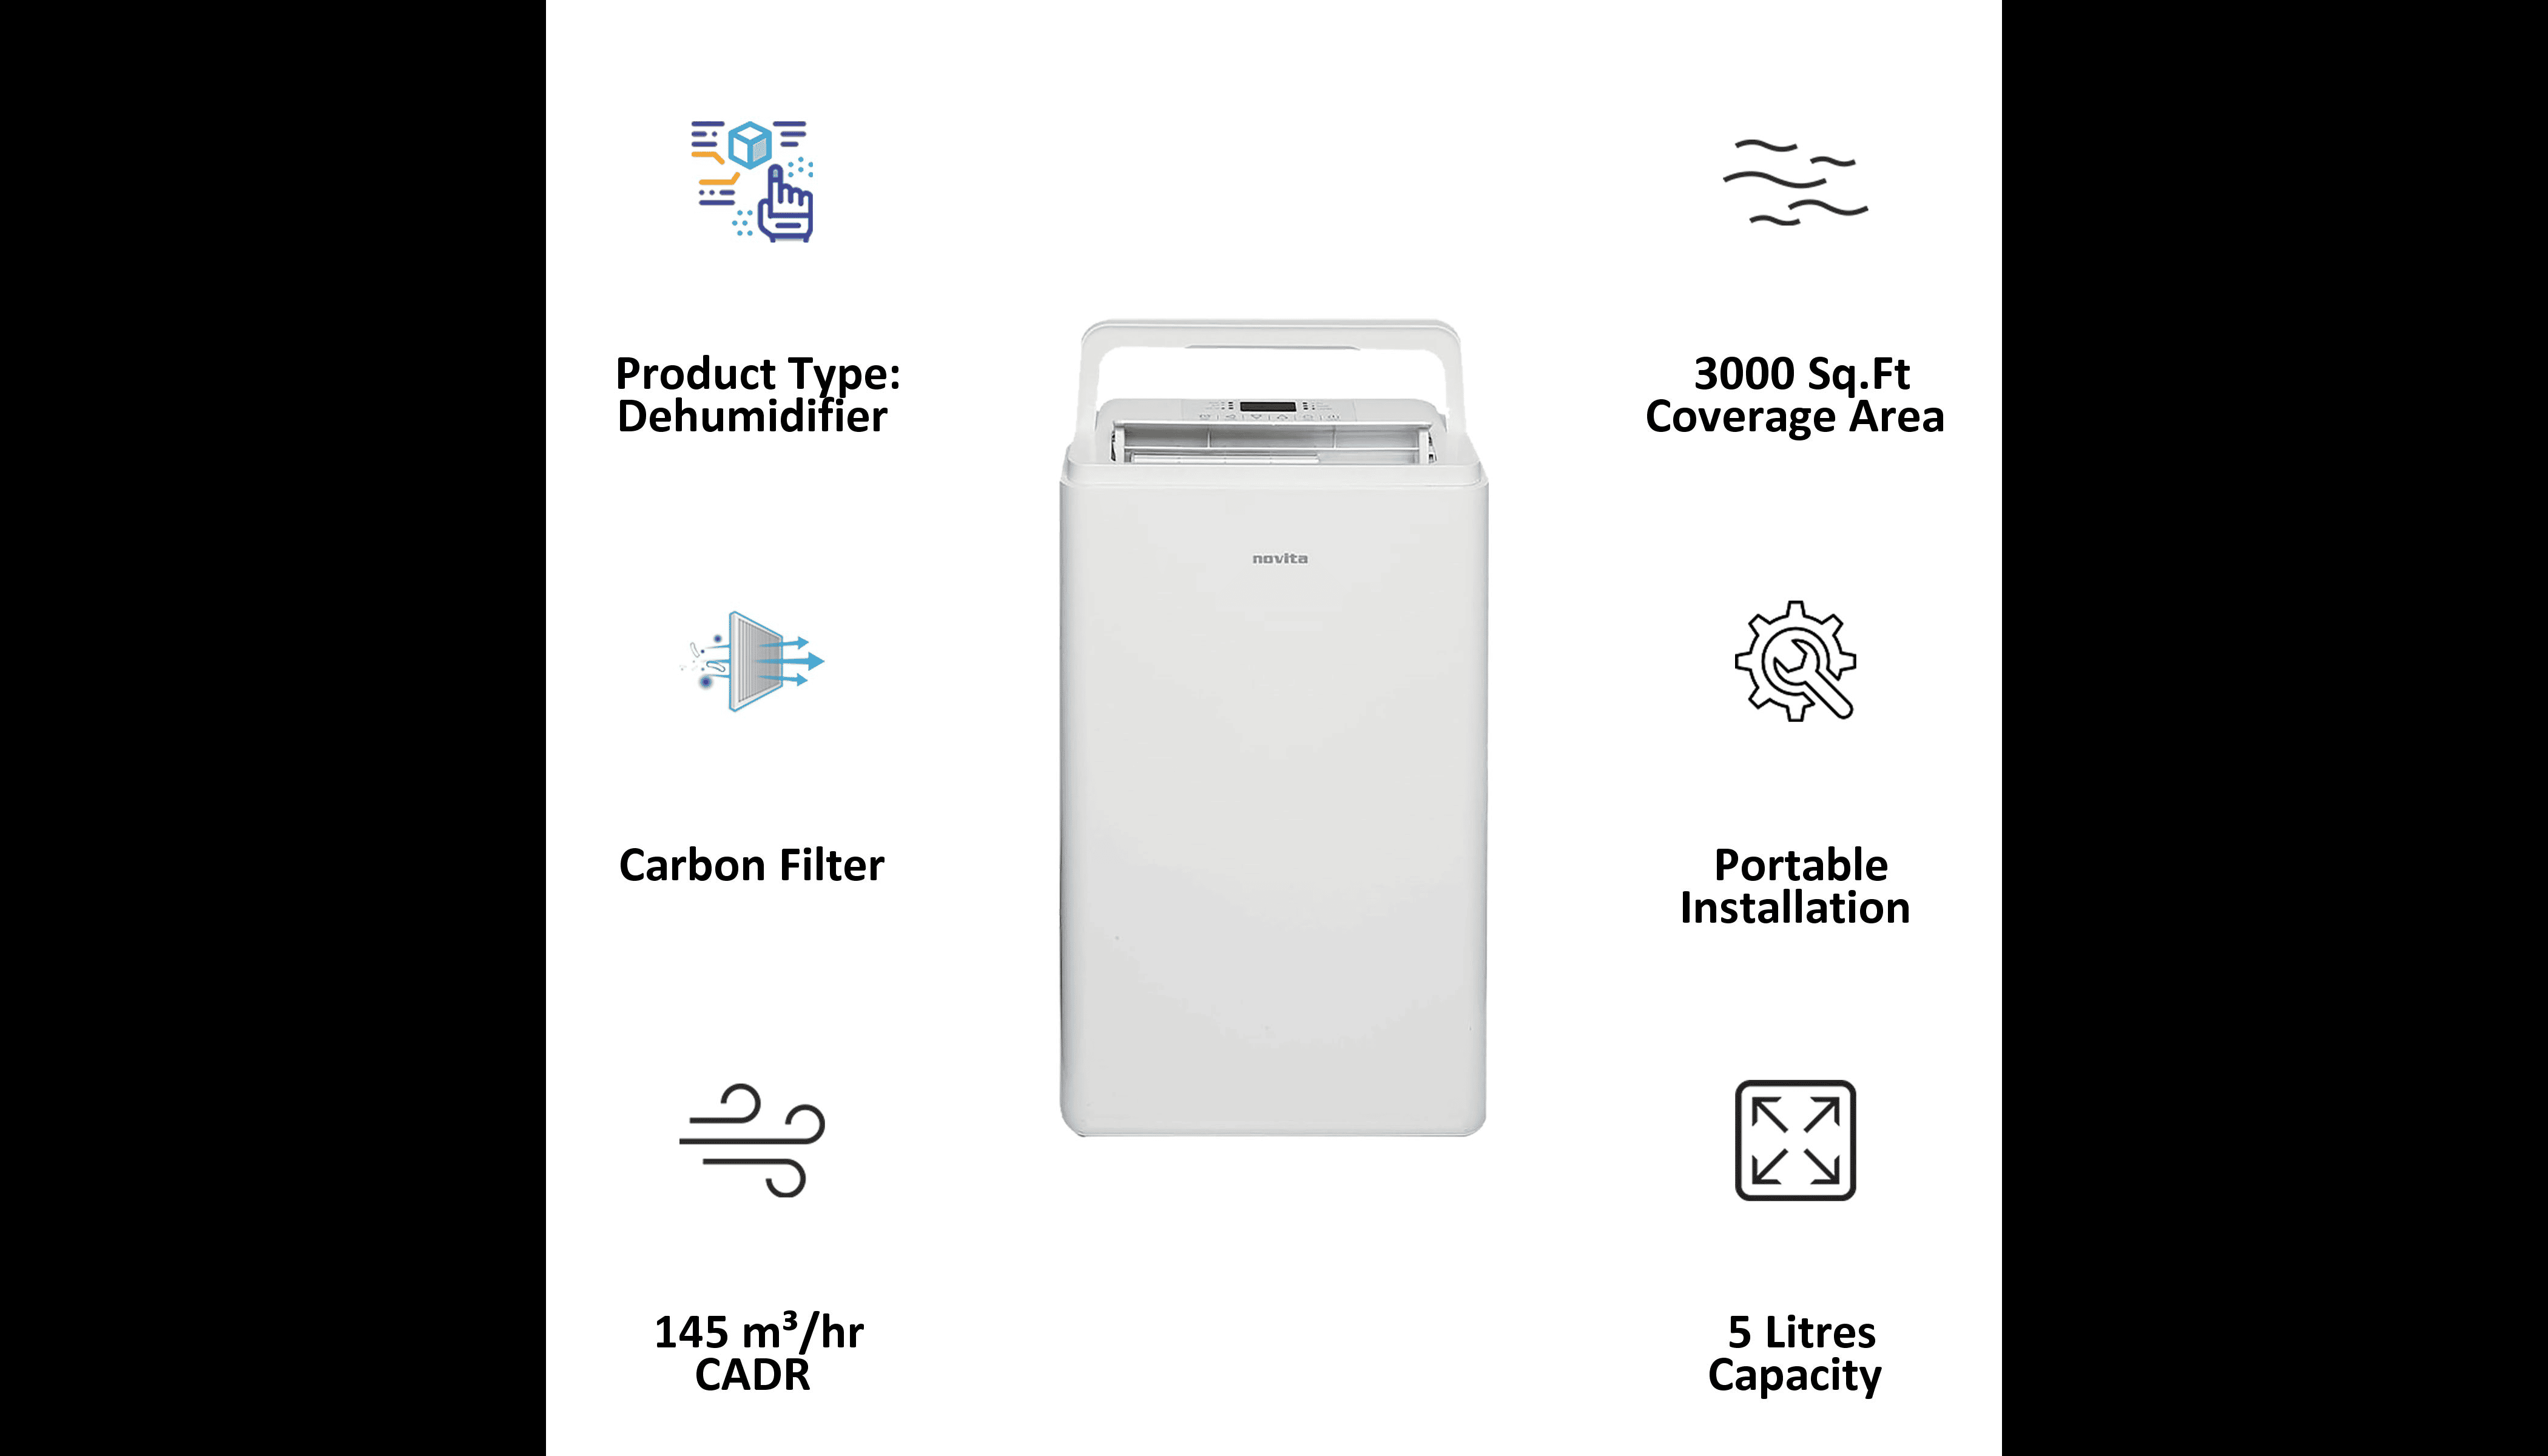 Product Type:
Dehumidifier
3000 Sq.Ft
Coverage Area
novita
Carbon Filter
Portable
Installation
145 m³/hr
CADR
5 Litres
Capacity